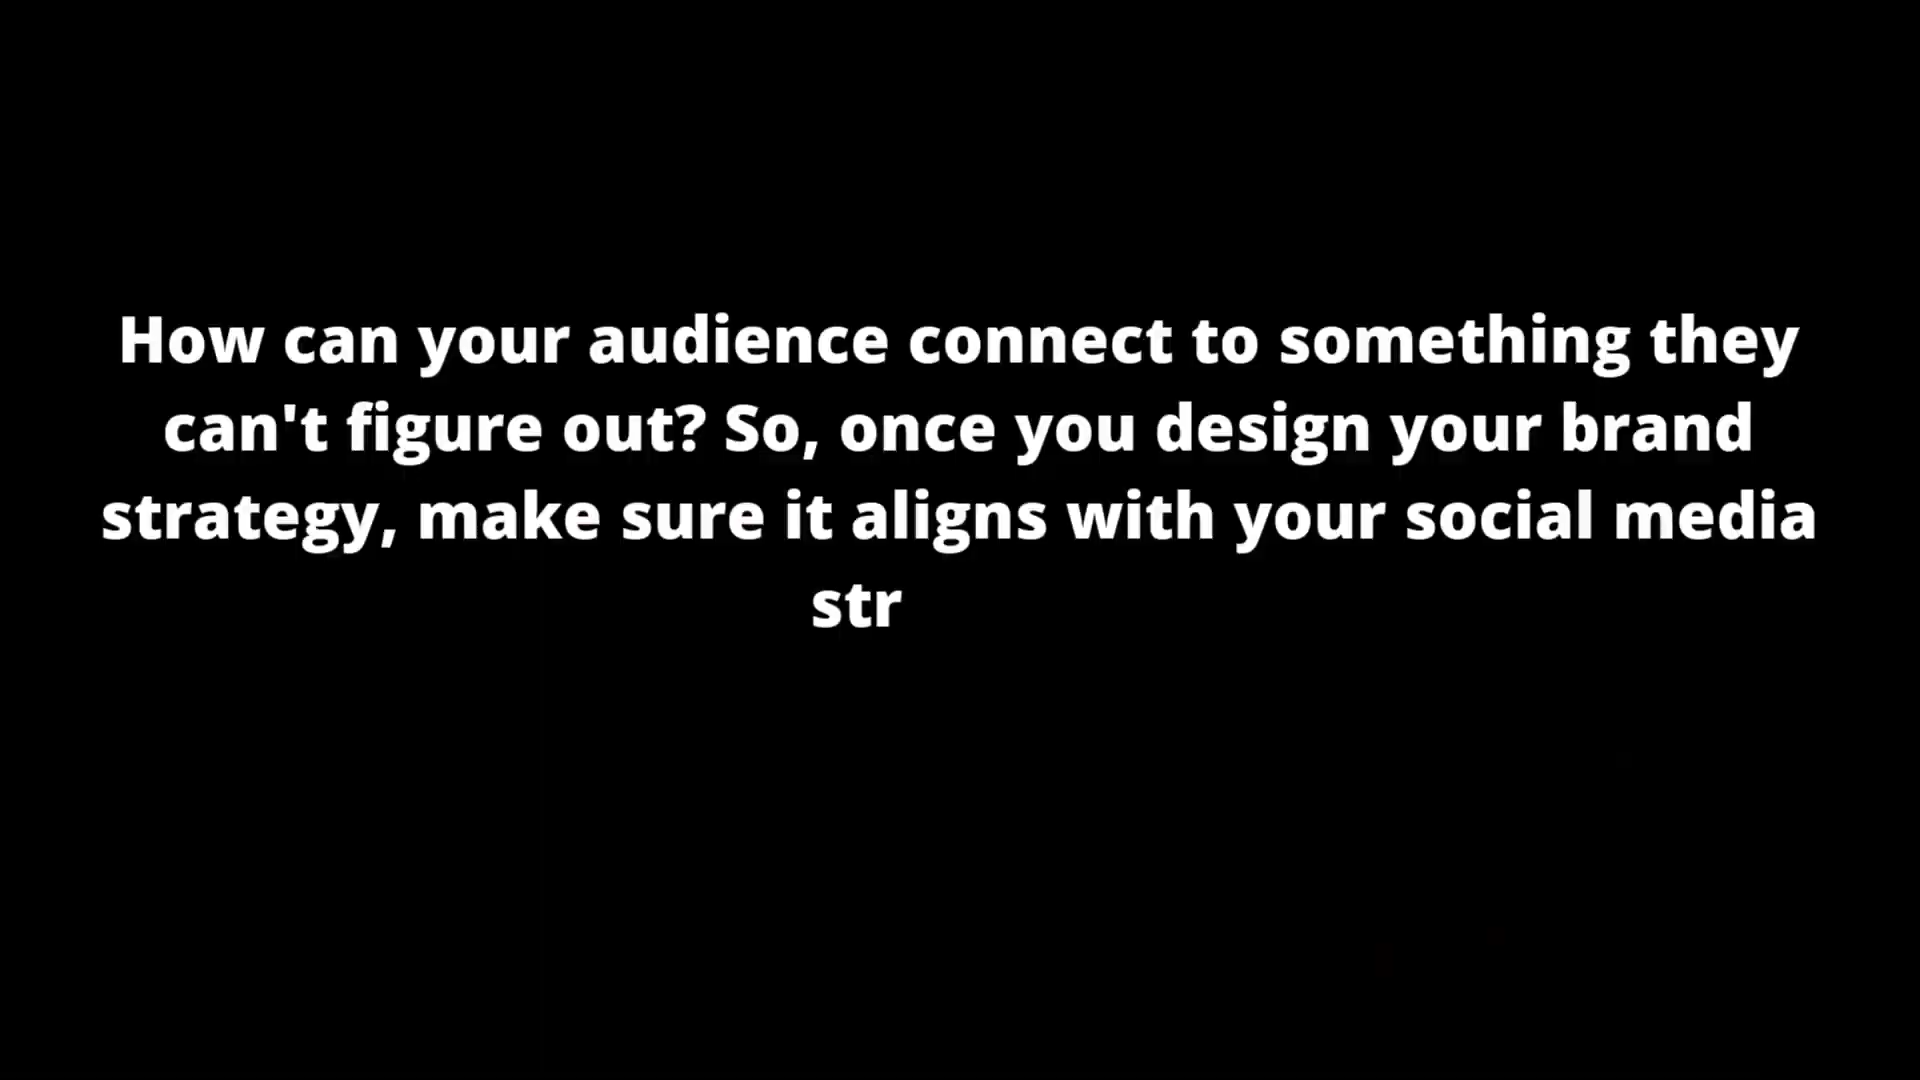 How can your audience connect to something they
can't figure out? So, once you design your brand
strategy, make sure it aligns with your social media
str